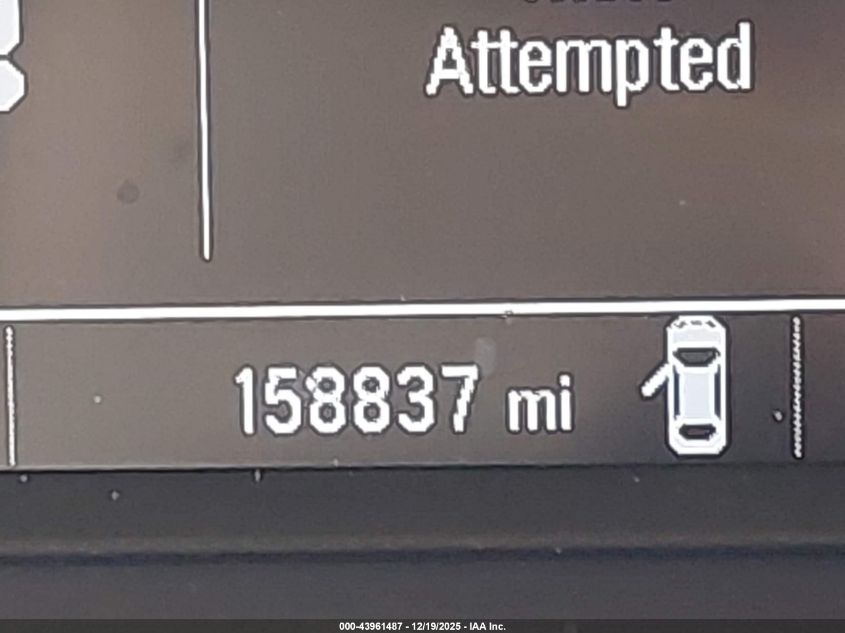 Attempted
158837 mi
000-43961487 - 12/19/2025 - IAA Inc.